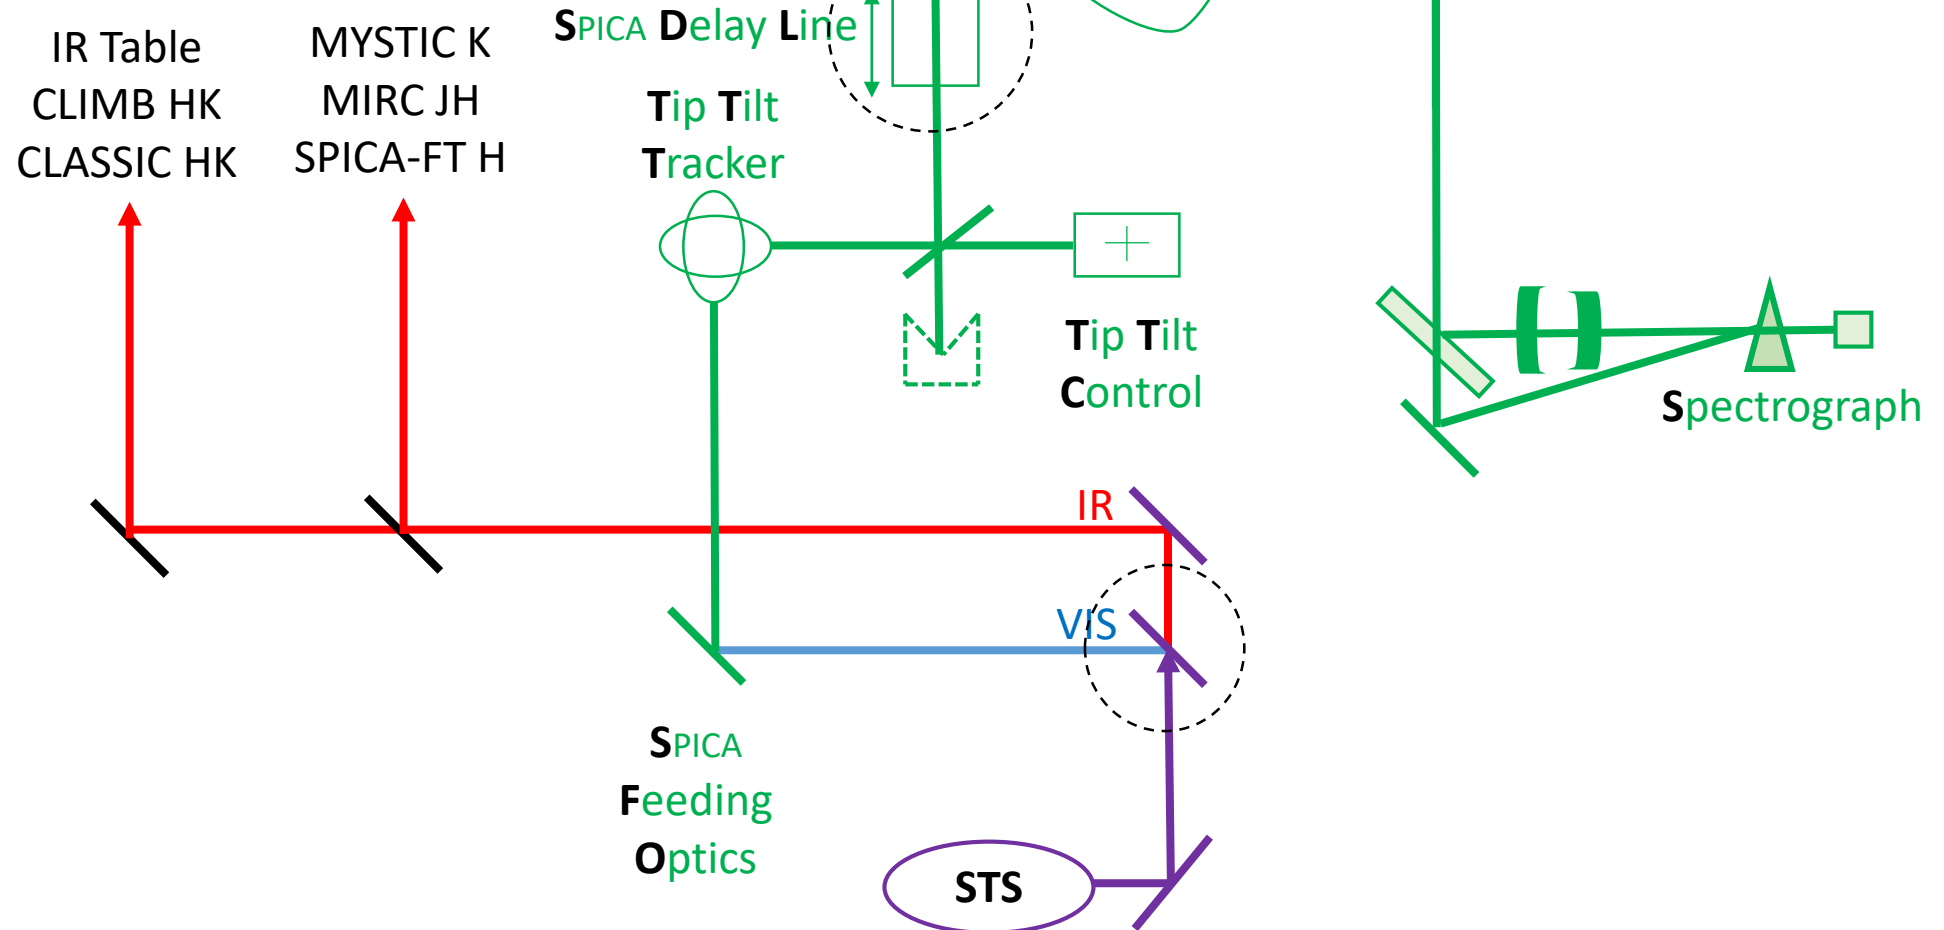 IR Table
CLIMB HK
CLASSIC HK
MYSTIC K
MIRC JH
SPICA-FT H
SPICA Delay Line
Tip Tilt
Tracker
Tip Tilt
Control
Spectrograph
IR
VIS
SPICA
Feeding
Optics
STS